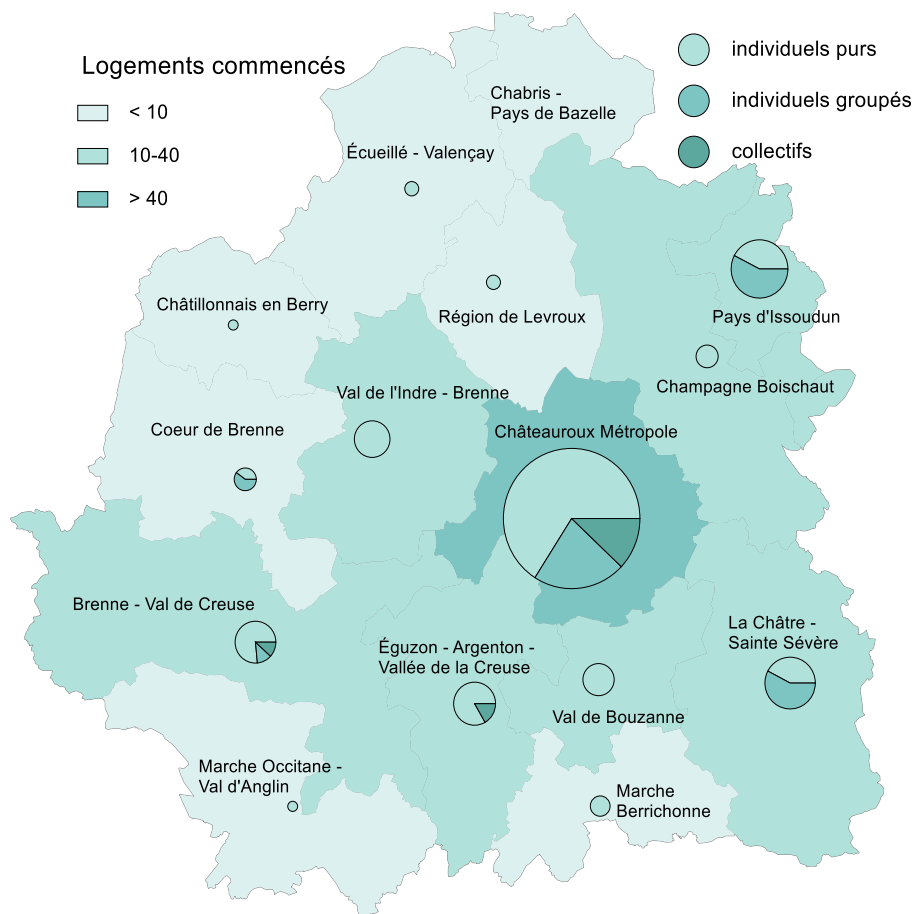 Logements commencés
< 10
10-40
> 40
individuels purs
individuels groupés
collectifs
Chabris -
Pays de Bazelle
Écueillé - Valençay
Châtillonnais en Berry
Région de Levroux
Pays d'Issoudun
Champagne Boischaut
Val de l'Indre - Brenne
Coeur de Brenne
Châteauroux Métropole
Brenne - Val de Creuse
Éguzon - Argenton -
Vallée de la Creuse
La Châtre -
Sainte Sévère
Val de Bouzanne
Marche Occitane -
Val d'Anglin
Marche
Berrichonne